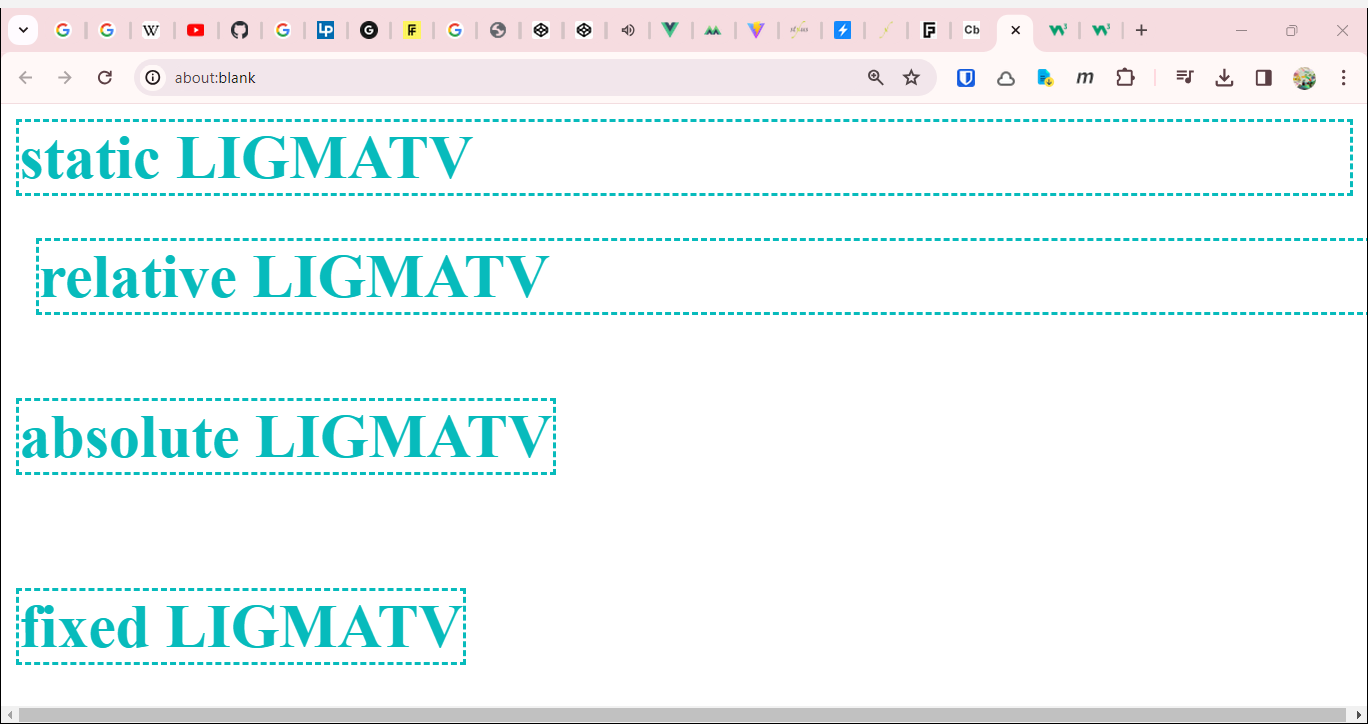 about:blank
static LIGMATV
relative LIGMATV
absolute LIGMATV
fixed LIGMATV